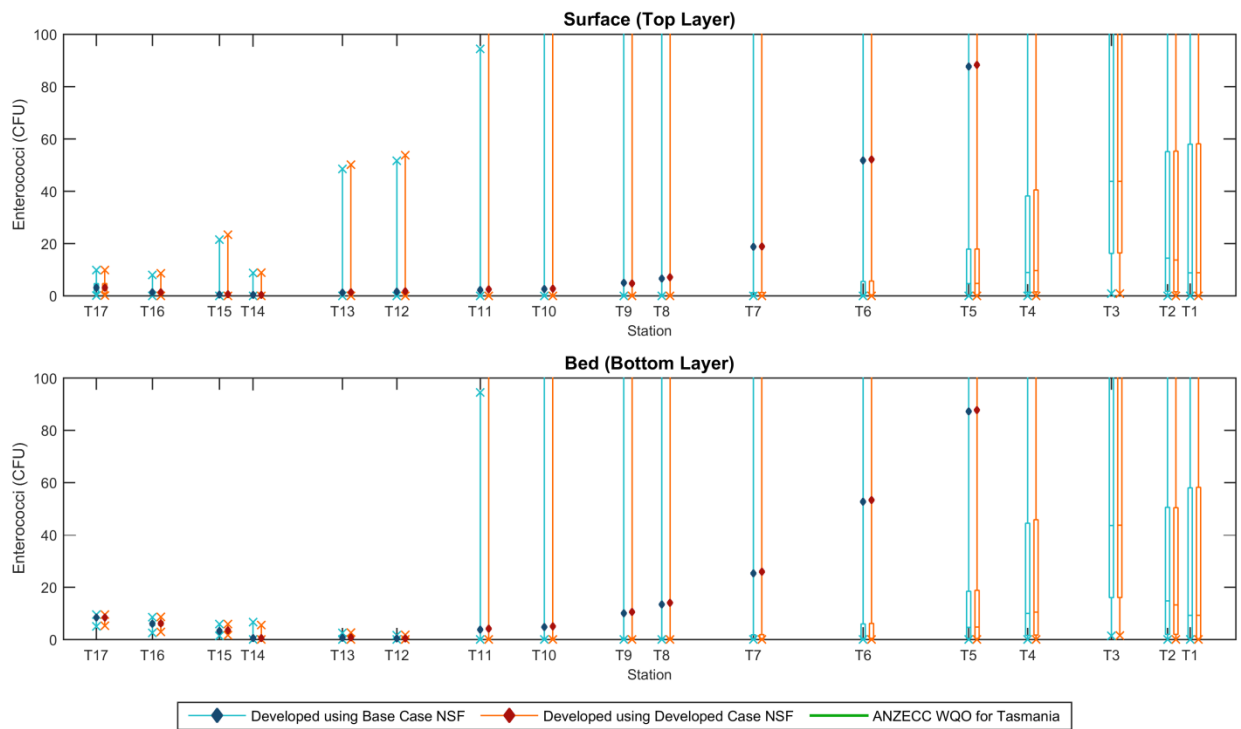 Surface (Top Layer)
100
80
60
40
20
0
Enterococci (CFU)
T17 T16 T15 T14 T13 T12 T11 T10 T9 T8 T7 T6 T5 T4 T3 T2 T1
Station
Bed (Bottom Layer)
100
80
60
40
20
0
Enterococci (CFU)
T17 T16 T15 T14 T13 T12 T11 T10 T9 T8 T7 T6 T5 T4 T3 T2 T1
Station
Developed using Base Case NSF Developed using Developed Case NSF ANZECC WQO for Tasmania